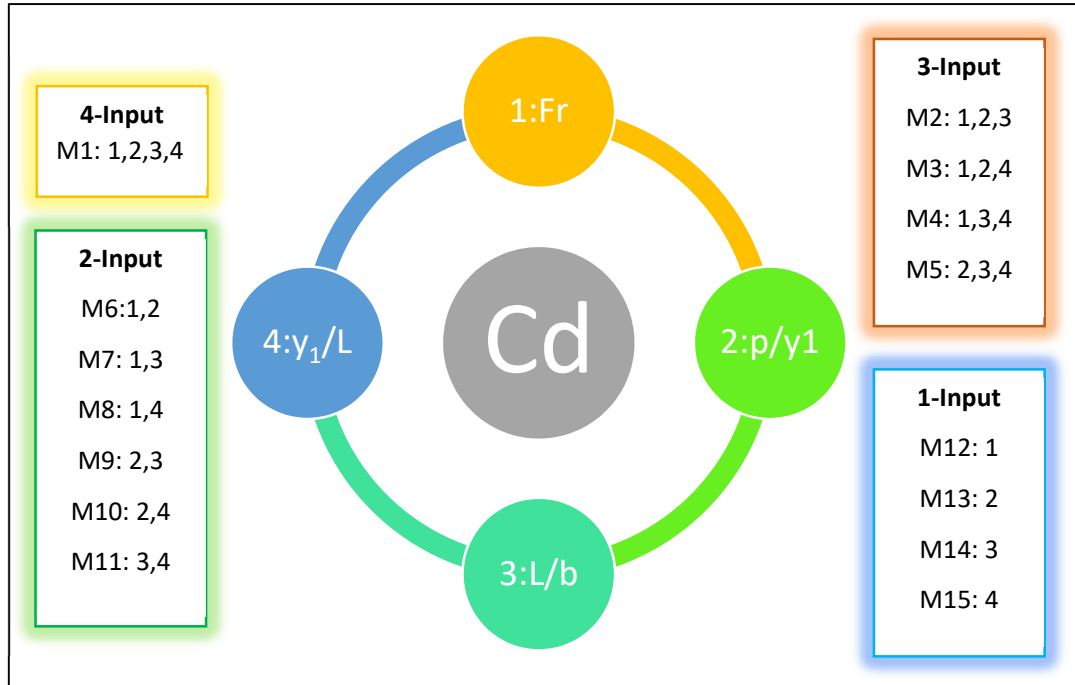 4-Input
M1: 1,2,3,4
2-Input
M6:1,2
M7: 1,3
M8: 1,4
M9: 2,3
M10: 2,4
M11: 3,4
1:Fr
4:y₁/L
Cd
2:p/y1
3:L/b
3-Input
M2: 1,2,3
M3: 1,2,4
M4: 1,3,4
M5: 2,3,4
1-Input
M12: 1
M13: 2
M14: 3
M15: 4